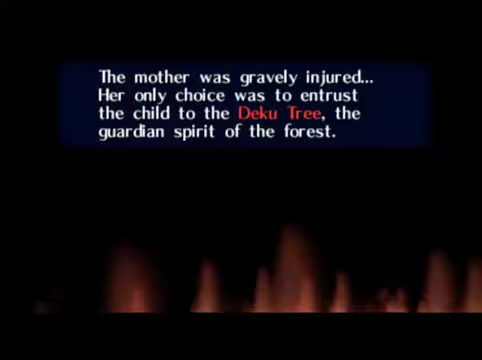 The mother was gravely injured...
Her only choice was to entrust
the child to the Deku Tree, the
guardian spirit of the forest.